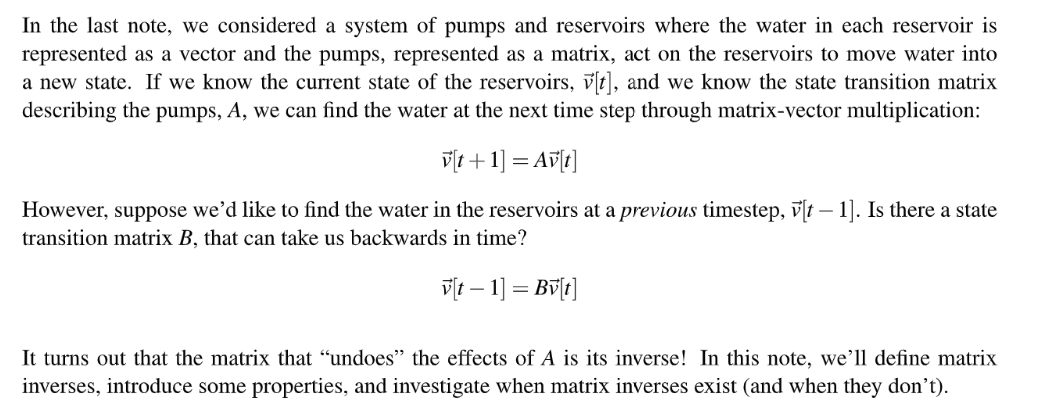 In the last note, we considered a system of pumps and reservoirs where the water in each reservoir is
represented as a vector and the pumps, represented as a matrix, act on the reservoirs to move water into
a new state. If we know the current state of the reservoirs, v⃗[t], and we know the state transition matrix
describing the pumps, A, we can find the water at the next time step through matrix-vector multiplication:
v⃗[t + 1] = Av⃗[t]
However, suppose we’d like to find the water in the reservoirs at a previous timestep, v⃗[t − 1]. Is there a state
transition matrix B, that can take us backwards in time?
v⃗[t − 1] = Bv⃗[t]
It turns out that the matrix that “undoes” the effects of A is its inverse! In this note, we’ll define matrix
inverses, introduce some properties, and investigate when matrix inverses exist (and when they don’t).